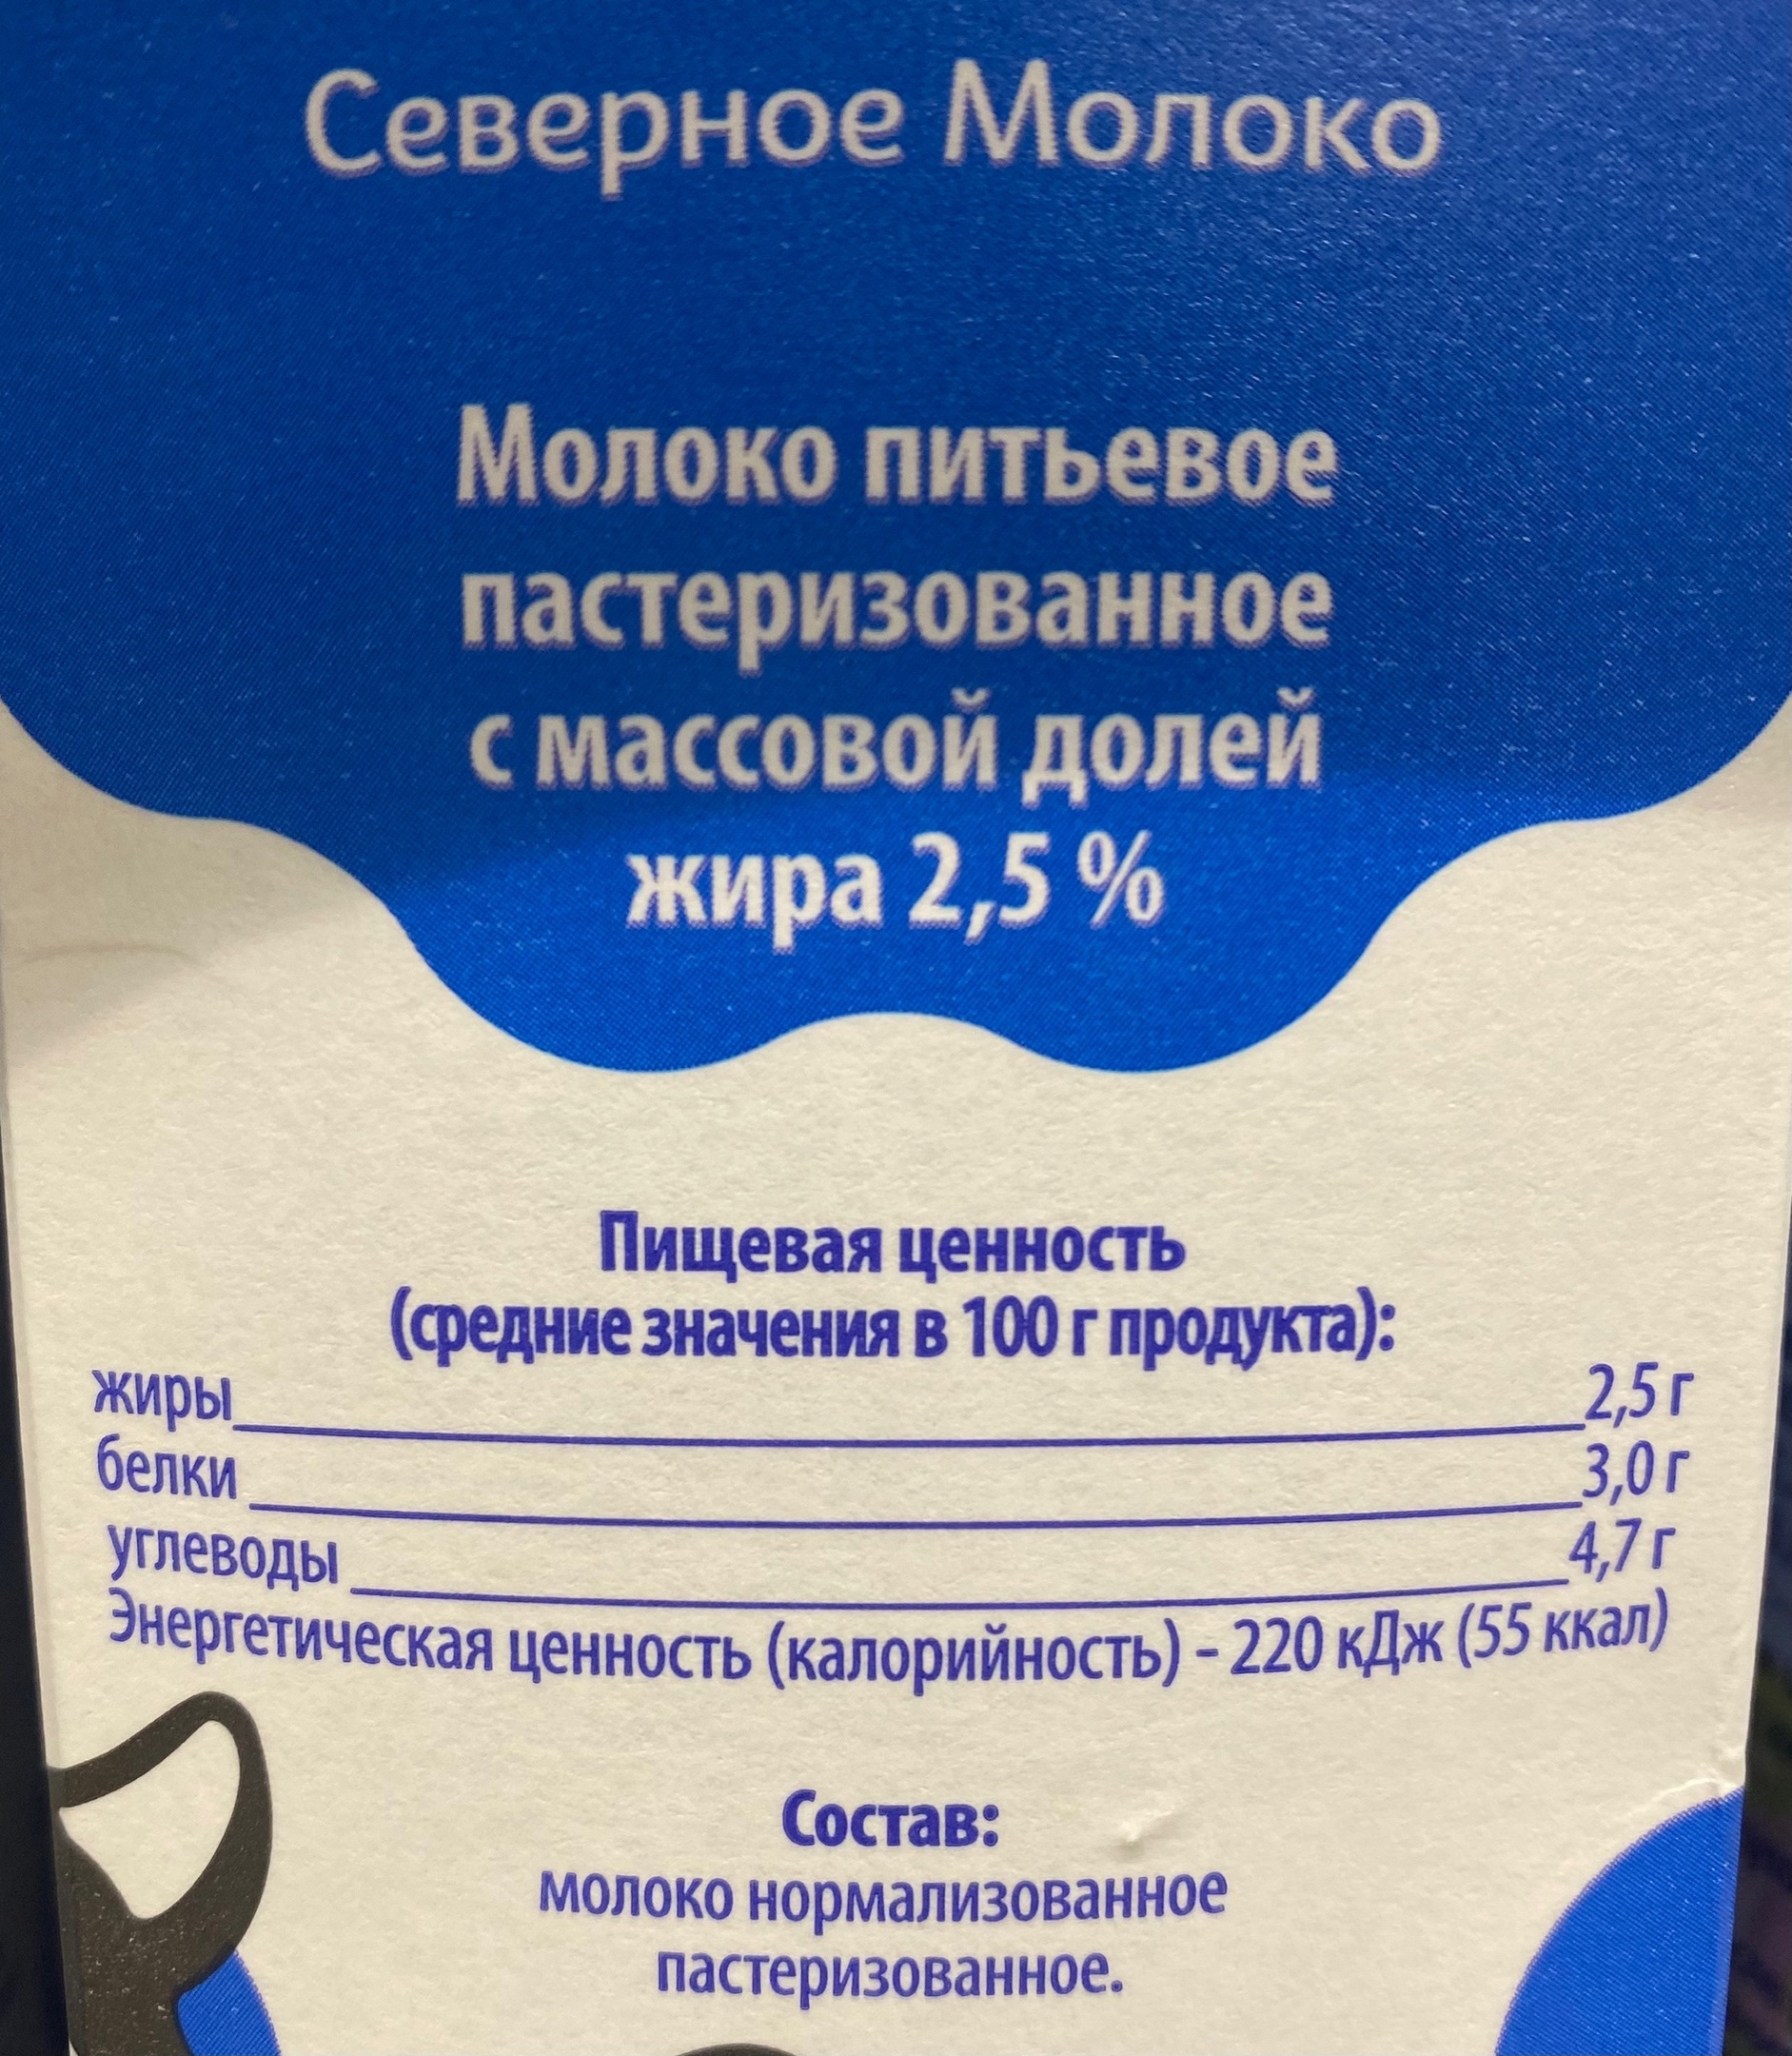 Северное Молоко
Молоко питьевое
пастеризованное
с массовой долей
жира 2,5 %
Пищевая ценность
(средние значения в 100 г продукта):
жиры 2,5 г
белки 3,0 г
углеводы 4,7 г
Энергетическая ценность (калорийность) – 220 кДж (55 ккал)
Состав:
молоко нормализованное
пастеризованное.